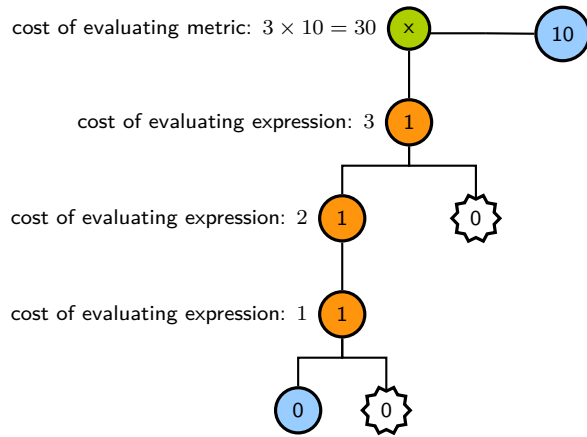 cost of evaluating metric: 3 × 10 = 30 x 10
cost of evaluating expression: 3 1
cost of evaluating expression: 2 1 0
cost of evaluating expression: 1 1
0 0